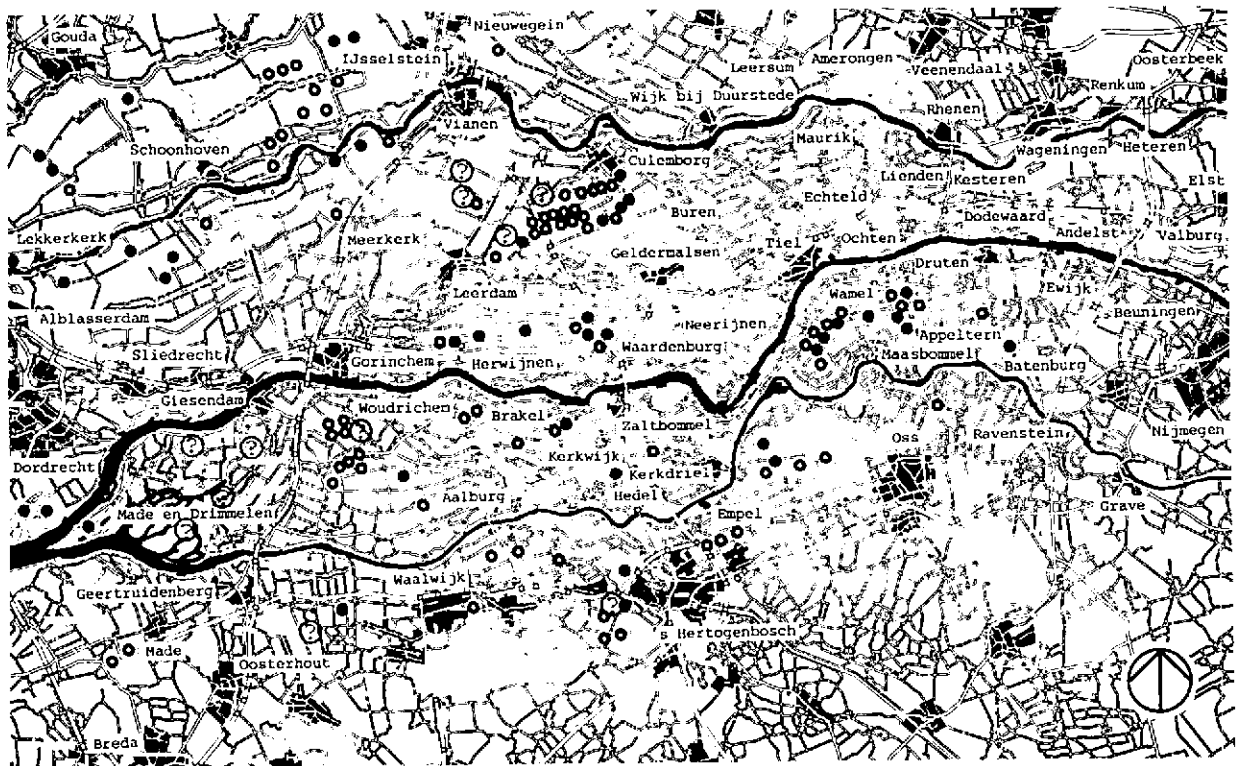 Nieuwegein
Gouda
IJsselstein
Leersum
Amerongen
Veenendaal
Oosterbeek
Renkum
Wijk bij Duurstede
Rhenen
Vianen
Maurik
Schoonhoven
Culemborg
Wageningen
Heteren
Lienden
Kesteren
Elst
Echteld
Buren
Dodewaard
Lekkerkerk
Meerkerk
Tiel
Ochten
Andelst
Valburg
Geldermalsen
Druten
Leerdam
Wamel
Ewijk
Alblasserdam
Neerijnen
Beuningen
Appeltern
Sliedrecht
Waardenburg
Maasbommel
Gorinchem
Herwijnen
Batenburg
Giesendam
Woudrichen
Brakel
Zaltbommel
Nijmegen
Oss
Ravenstein
Kerkwijk
Dordrecht
Kerkdriel
Aalburg
Hedel
Made en Drimmelen
Empel
Grave
Waalwijk
Geertruidenberg
's Hertogenbosch
Made
Oosterhout
Breda
? ? ? ? ? ? ? ? ? ? ? ?